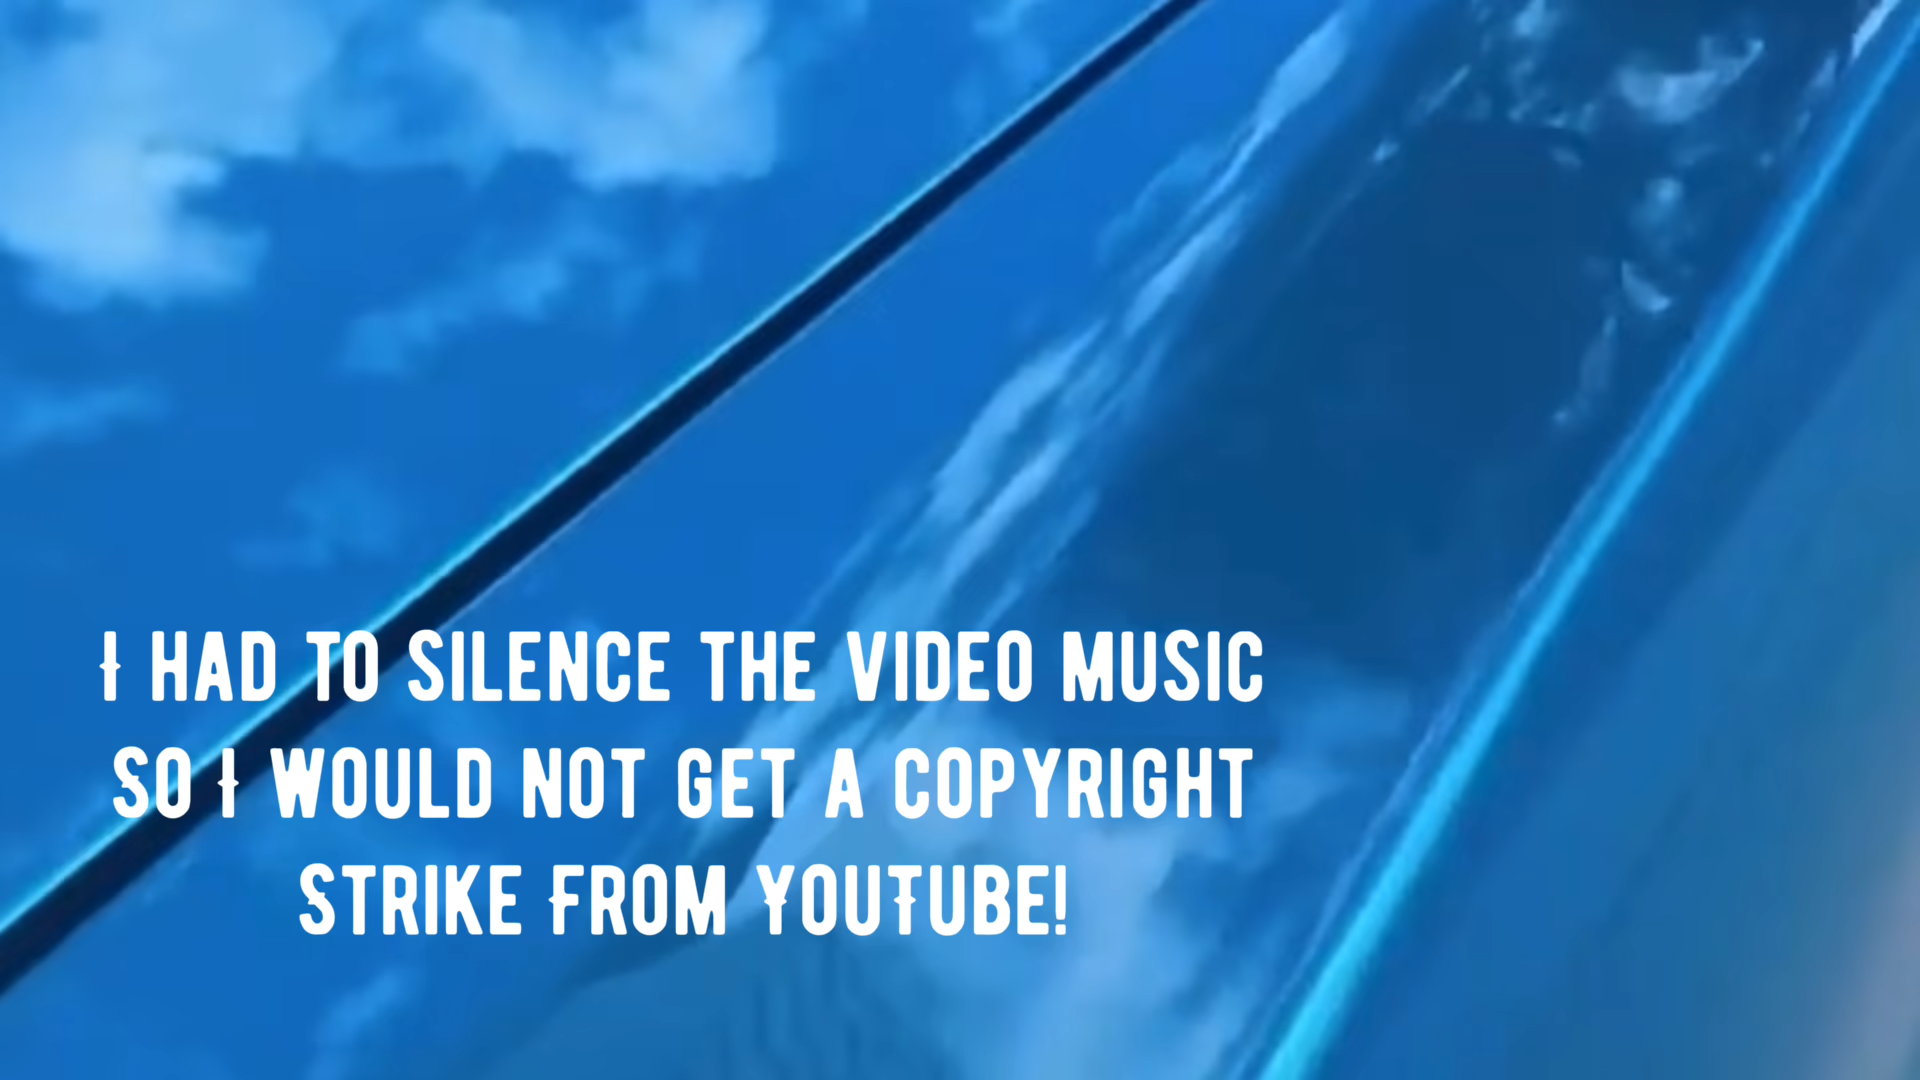 I HAD TO SILENCE THE VIDEO MUSIC
SO I WOULD NOT GET A COPYRIGHT
STRIKE FROM YOUTUBE!